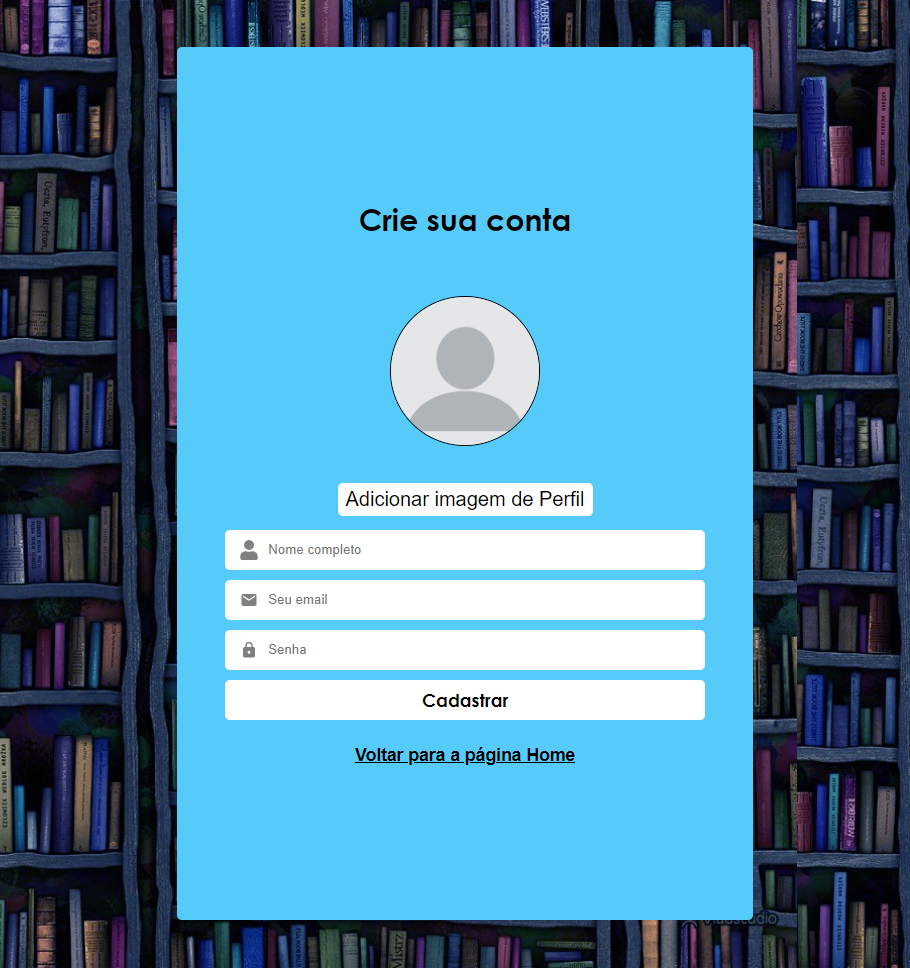 Crie sua conta
Adicionar imagem de Perfil
Nome completo
Seu email
Senha
Cadastrar
Voltar para a página Home